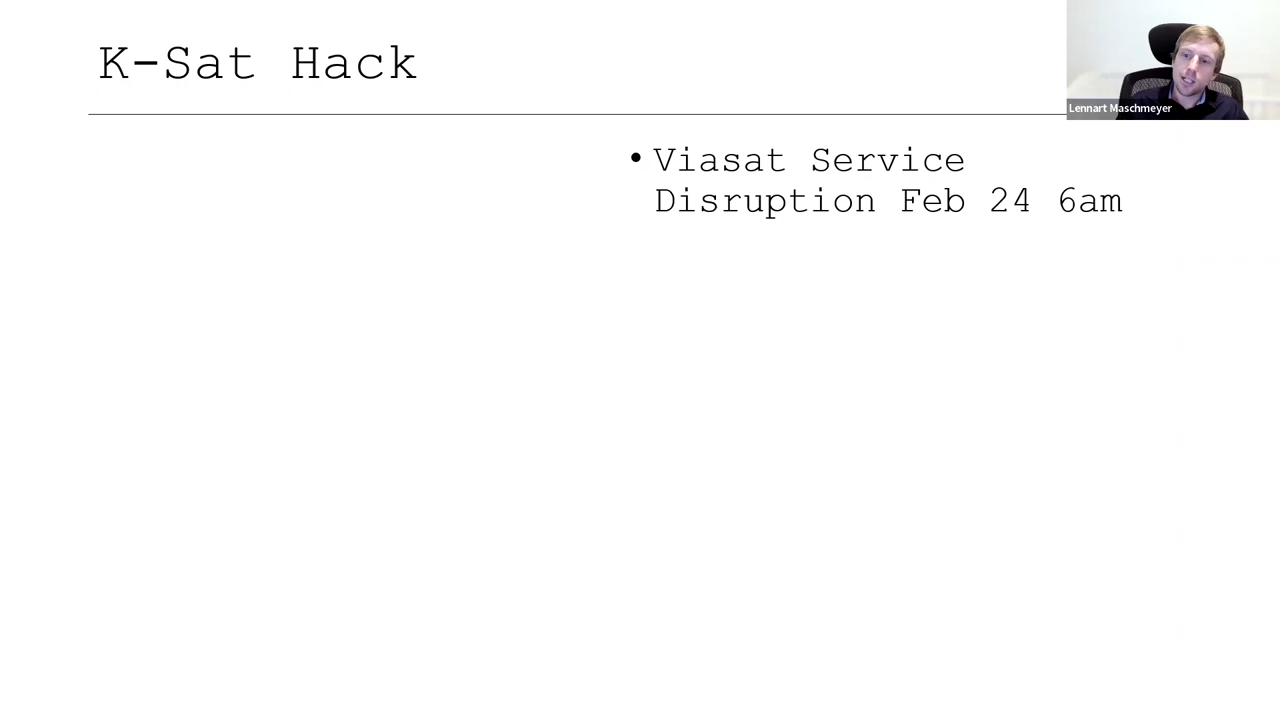 K-Sat Hack
Lennart Maschmeyer
• Viasat Service
Disruption Feb 24 6am